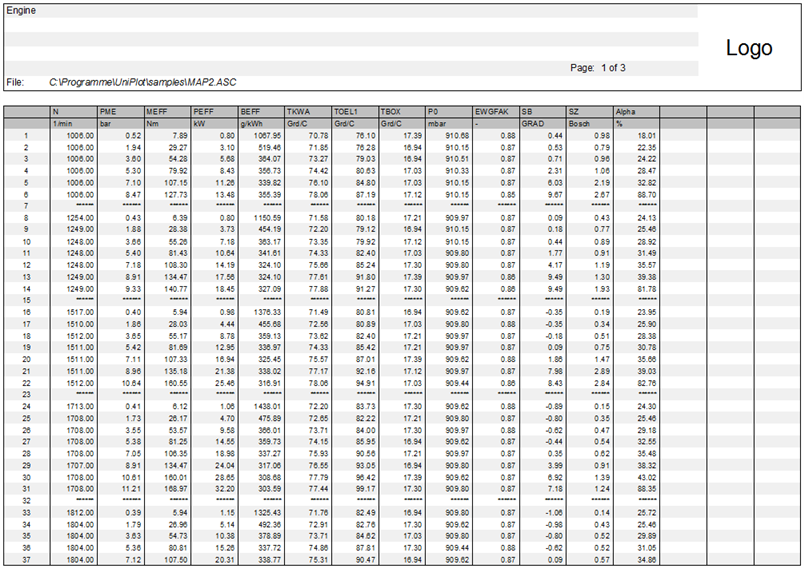 Engine
Logo
Page: 1 of 3
File: C:\Programme\UniPlot\samples\MAP2.ASC
N PME MEFF PEFF BEFF TKWA TOEL1 TBOX P0 EWGFAK SB SZ Alpha
1/min bar Nm kW g/kWh Grd/C Grd/C Grd/C mbar - GRAD Bosch %
1 1006.00 0.52 7.89 0.80 1067.95 70.78 76.10 17.39 910.68 0.88 0.44 0.98 18.01
2 1006.00 1.94 29.27 3.10 519.46 71.85 76.28 16.94 910.15 0.87 0.53 0.79 22.35
3 1006.00 3.60 54.28 5.68 364.07 73.27 79.03 16.94 910.51 0.87 0.71 0.96 24.22
4 1006.00 5.30 79.92 8.43 356.73 74.42 80.63 17.03 910.33 0.87 2.31 1.06 28.47
5 1006.00 7.10 107.15 11.26 339.82 76.10 84.80 17.03 910.15 0.87 6.03 2.19 32.82
6 1006.00 8.47 127.73 13.48 355.39 78.06 87.19 17.12 910.15 0.85 9.67 2.67 88.70
7 ****** ****** ****** ****** ****** ****** ****** ****** ****** ****** ****** ****** ******
8 1254.00 0.43 6.39 0.80 1150.59 71.58 80.18 17.21 909.97 0.87 0.09 0.43 24.13
9 1249.00 1.88 28.38 3.73 454.19 72.20 79.12 16.94 910.15 0.87 0.18 0.77 25.46
10 1249.00 3.66 55.26 7.18 363.17 73.35 79.92 17.12 910.15 0.87 0.44 0.89 28.92
11 1249.00 5.40 81.43 10.64 341.61 74.33 82.40 17.03 909.80 0.87 1.77 0.91 31.49
12 1248.00 7.18 108.30 14.19 324.10 75.66 85.24 17.30 909.80 0.87 4.17 1.19 35.57
13 1249.00 8.91 134.47 17.56 324.10 77.61 91.80 17.39 909.97 0.86 9.49 1.30 39.38
14 1249.00 9.33 140.77 18.45 327.09 77.88 91.27 17.30 909.62 0.86 9.49 1.93 81.78
15 ****** ****** ****** ****** ****** ****** ****** ****** ****** ****** ****** ****** ******
16 1517.00 0.40 5.94 0.98 1376.33 71.49 80.81 16.94 909.62 0.87 -0.35 0.19 23.95
17 1510.00 1.86 28.03 4.44 455.68 72.56 80.89 17.03 909.80 0.88 -0.35 0.34 25.90
18 1512.00 3.65 55.17 8.78 359.13 73.62 82.40 17.21 909.97 0.87 -0.18 0.51 28.38
19 1511.00 5.42 81.69 12.95 336.97 74.33 85.42 17.21 909.97 0.87 0.09 0.75 30.78
20 1511.00 7.11 107.33 16.94 325.45 75.57 87.01 17.39 909.62 0.88 1.86 1.47 35.66
21 1511.00 8.96 135.18 21.38 338.02 77.17 92.16 17.12 909.97 0.87 7.98 2.89 39.03
22 1512.00 10.64 160.55 25.46 316.91 78.06 94.91 17.03 909.44 0.86 8.43 2.84 82.76
23 ****** ****** ****** ****** ****** ****** ****** ****** ****** ****** ****** ****** ******
24 1713.00 0.41 6.12 1.06 1438.01 72.20 83.73 17.30 909.62 0.88 -0.89 0.15 24.30
25 1708.00 1.73 26.17 4.70 475.89 72.65 82.22 17.21 909.80 0.87 -0.80 0.35 25.46
26 1708.00 3.55 53.57 9.58 366.01 73.71 84.00 17.30 909.97 0.88 -0.62 0.47 29.18
27 1708.00 5.38 81.25 14.55 359.73 74.15 85.95 16.94 909.62 0.87 -0.44 0.54 32.55
28 1708.00 7.05 106.35 18.98 337.27 75.93 90.56 17.21 909.97 0.87 0.35 0.62 35.48
29 1707.00 8.91 134.47 24.04 317.06 76.55 93.05 16.94 909.80 0.87 3.99 0.91 38.32
30 1708.00 10.61 160.01 28.65 308.68 77.79 96.42 17.39 909.62 0.87 6.92 1.39 43.02
31 1708.00 11.21 168.97 32.20 303.59 77.44 99.17 17.30 909.80 0.87 7.18 1.24 88.35
32 ****** ****** ****** ****** ****** ****** ****** ****** ****** ****** ****** ****** ******
33 1812.00 0.39 5.94 1.15 1325.43 71.76 82.49 16.94 909.80 0.87 -1.06 0.14 25.72
34 1804.00 1.79 26.96 5.14 492.36 72.91 82.76 17.30 909.62 0.87 -0.98 0.43 25.46
35 1804.00 3.63 54.73 10.38 378.89 73.71 84.62 17.03 909.80 0.87 -0.80 0.52 29.89
36 1804.00 5.36 80.81 15.26 337.72 74.86 87.81 17.30 909.44 0.88 -0.62 0.52 31.05
37 1804.00 7.12 107.50 20.31 338.77 75.31 90.47 16.94 909.62 0.87 0.09 0.57 34.86